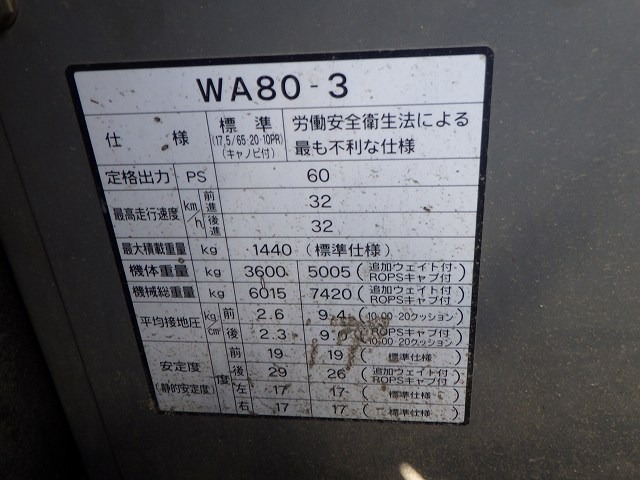 WA80-3
仕様 標準 (17.5/65-20-10PR) (キャノピ付) 労働安全衛生法による 最も不利な仕様
定格出力 PS 60
最高走行速度 km/h 前進 32
後進 32
最大積載重量 kg 1440 (標準仕様)
機体重量 kg 3600 5005 (追加ウェイト付・ROPSキャブ付)
機械総重量 kg 6015 7420 (追加ウェイト付・ROPSキャブ付)
平均接地圧 kg/cm 前 2.6 9.4 (10.00-20クッション)
後 2.3 (ROPSキャブ付 10.00-20クッション)
安定度 (静的安定度) 度 前 19 19 (標準仕様)
後 29 26 (追加ウェイト付 ROPSキャブ付)
左 17 17 (標準仕様)
右 17 17 (標準仕様)